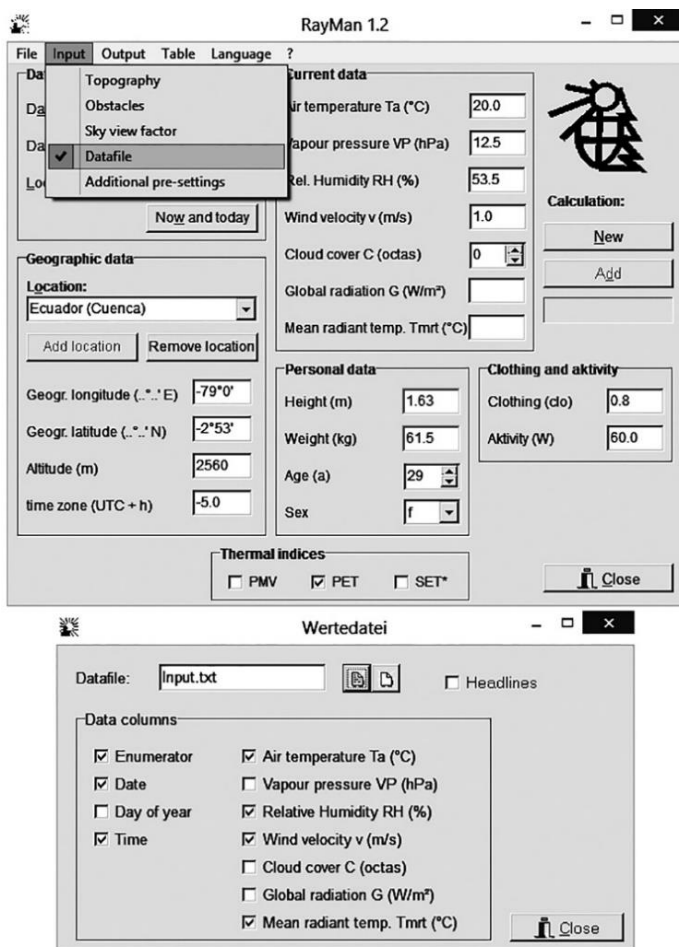 RayMan 1.2
File Input Output Table Language ?
Topography
Obstacles
Sky view factor
Datafile
Additional pre-settings
Da
Da
Da
Lo
Now and today
Current data
Air temperature Ta (°C) 20.0
Vapour pressure VP (hPa) 12.5
Rel. Humidity RH (%) 53.5
Wind velocity v (m/s) 1.0
Cloud cover C (octas) 0
Global radiation G (W/m²)
Mean radiant temp. Tmrt (°C)
Calculation:
New
Add
Geographic data
Location:
Ecuador (Cuenca)
Add location Remove location
Geogr. longitude (..°..' E) -79°0'
Geogr. latitude (..°..' N) -2°53'
Altitude (m) 2560
time zone (UTC + h) -5.0
Personal data
Height (m) 1.63
Weight (kg) 61.5
Age (a) 29
Sex f
Clothing and aktivity
Clothing (clo) 0.8
Aktivity (W) 60.0
Thermal indices
PMV PET SET*
Close
Wertedatei
Datafile: Input.txt Headlines
Data columns
Enumerator
Date
Day of year
Time
Air temperature Ta (°C)
Vapour pressure VP (hPa)
Relative Humidity RH (%)
Wind velocity v (m/s)
Cloud cover C (octas)
Global radiation G (W/m²)
Mean radiant temp. Tmrt (°C)
Close